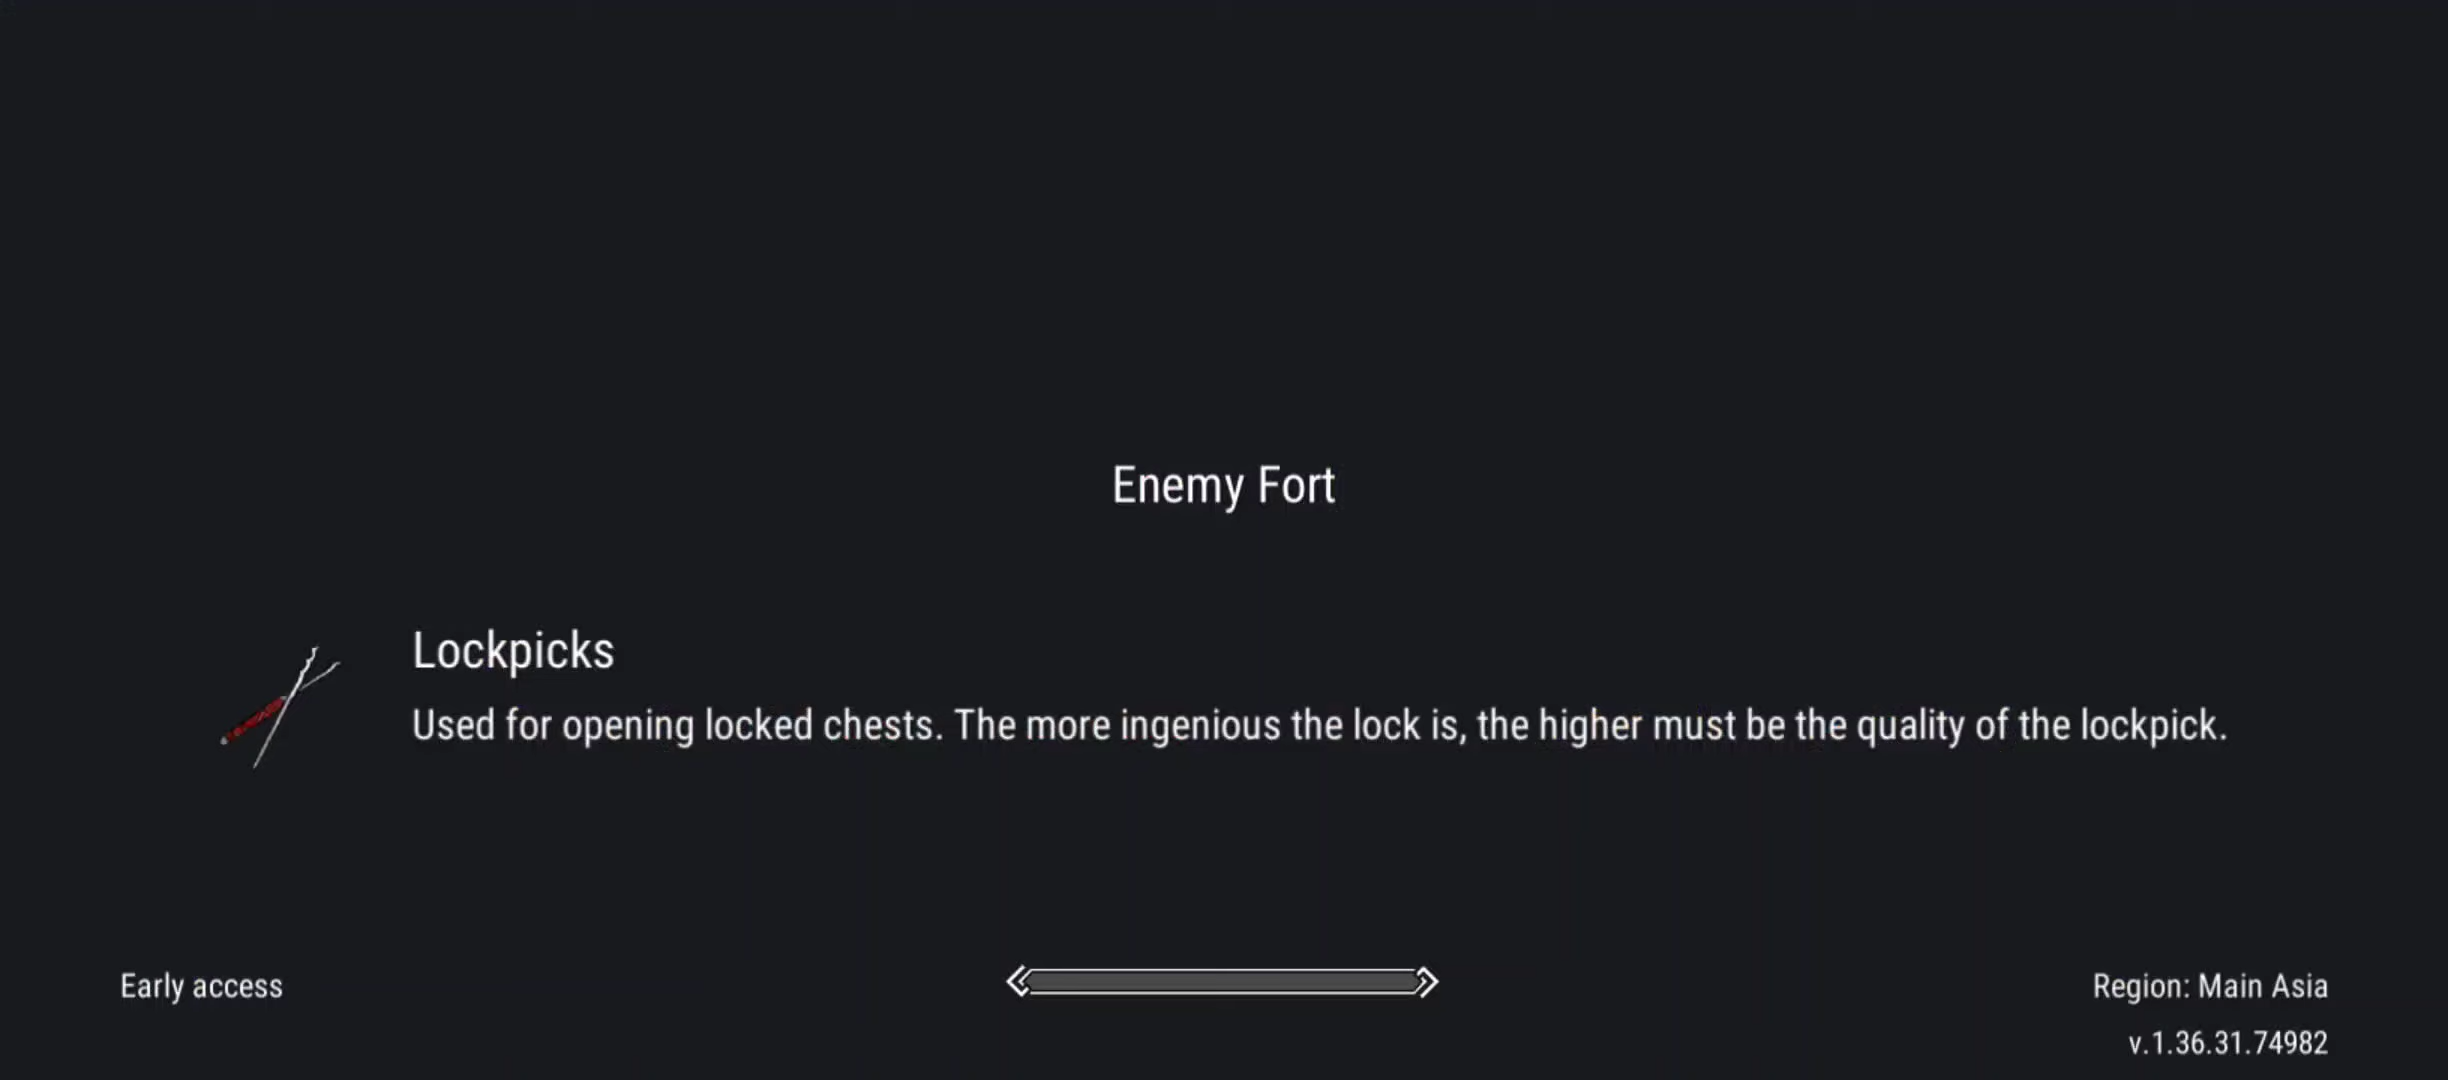 Enemy Fort
Lockpicks
Used for opening locked chests. The more ingenious the lock is, the higher must be the quality of the lockpick.
Early access
Region: Main Asia
v.1.36.31.74982